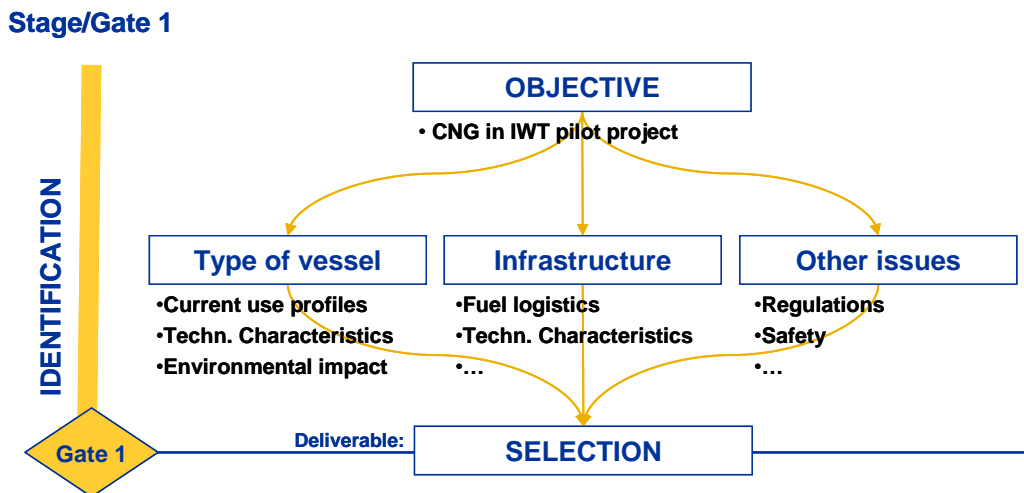 Stage/Gate 1
OBJECTIVE
• CNG in IWT pilot project
IDENTIFICATION
Type of vessel
•Current use profiles
•Techn. Characteristics
•Environmental impact
Infrastructure
•Fuel logistics
•Techn. Characteristics
•…
Other issues
•Regulations
•Safety
•…
Gate 1
Deliverable:
SELECTION